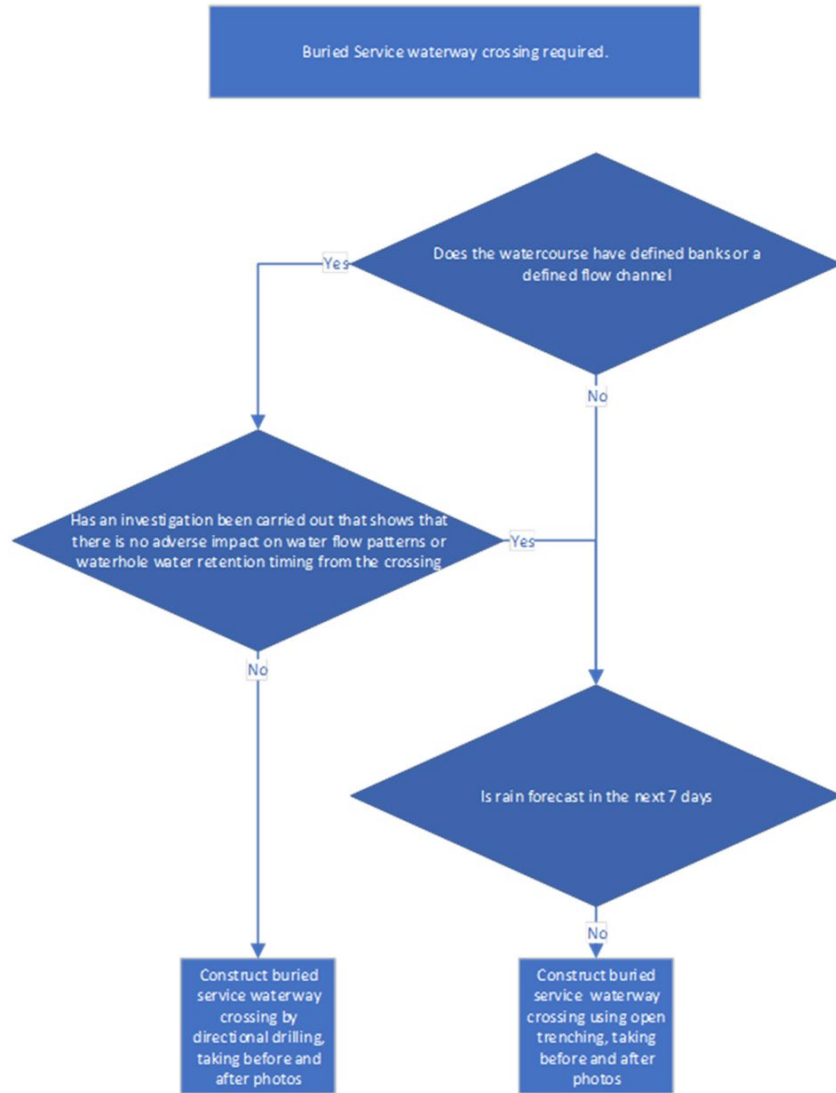 Buried Service waterway crossing required.
Does the watercourse have defined banks or a
defined flow channel
Yes
No
Has an investigation been carried out that shows that
there is no adverse impact on water flow patterns or
waterhole water retention timing from the crossing
Yes
No
Is rain forecast in the next 7 days
No
Construct buried
service waterway
crossing by
directional drilling,
taking before and
after photos
Construct buried
service waterway
crossing using open
trenching, taking
before and after
photos